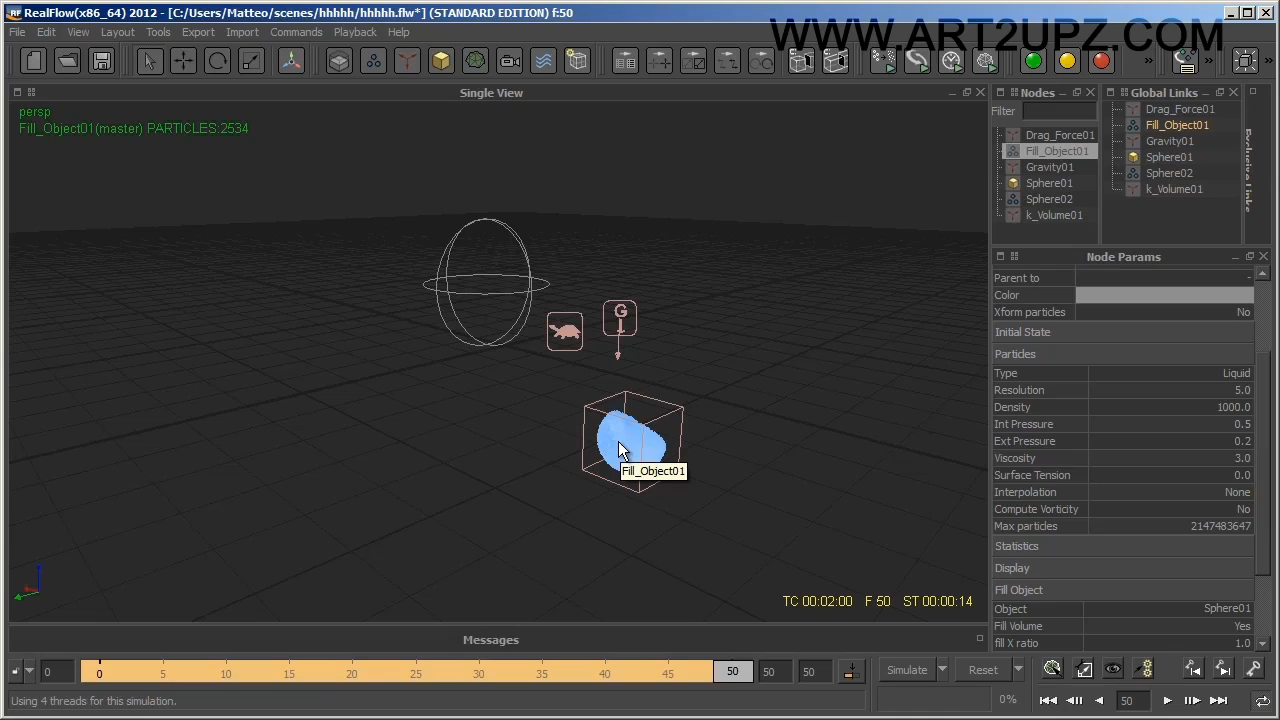 RealFlow(x86_64) 2012 - [C:/Users/Matteo/scenes/hhhhh/hhhhh.flw*] (STANDARD EDITION) f:50
WWW.ART2UPZ.COM
File Edit View Layout Tools Export Import Commands Playback Help
Single View
persp
Fill_Object01(master) PARTICLES:2534
G
Fill_Object01
TC 00:02:00 F 50 ST 00:00:14
Nodes
Filter
Drag_Force01
Fill_Object01
Gravity01
Sphere01
Sphere02
k_Volume01
Global Links
Drag_Force01
Fill_Object01
Gravity01
Sphere01
Sphere02
k_Volume01
Exclusive Links
Node Params
Parent to -
Color
Xform particles No
Initial State
Particles
Type Liquid
Resolution 5.0
Density 1000.0
Int Pressure 0.5
Ext Pressure 0.2
Viscosity 3.0
Surface Tension 0.0
Interpolation None
Compute Vorticity No
Max particles 2147483647
Statistics
Display
Fill Object
Object Sphere01
Fill Volume Yes
fill X ratio 1.0
Messages
0 0 5 10 15 20 25 30 35 40 45 50 50 50
Simulate Reset
Using 4 threads for this simulation.
0%
50